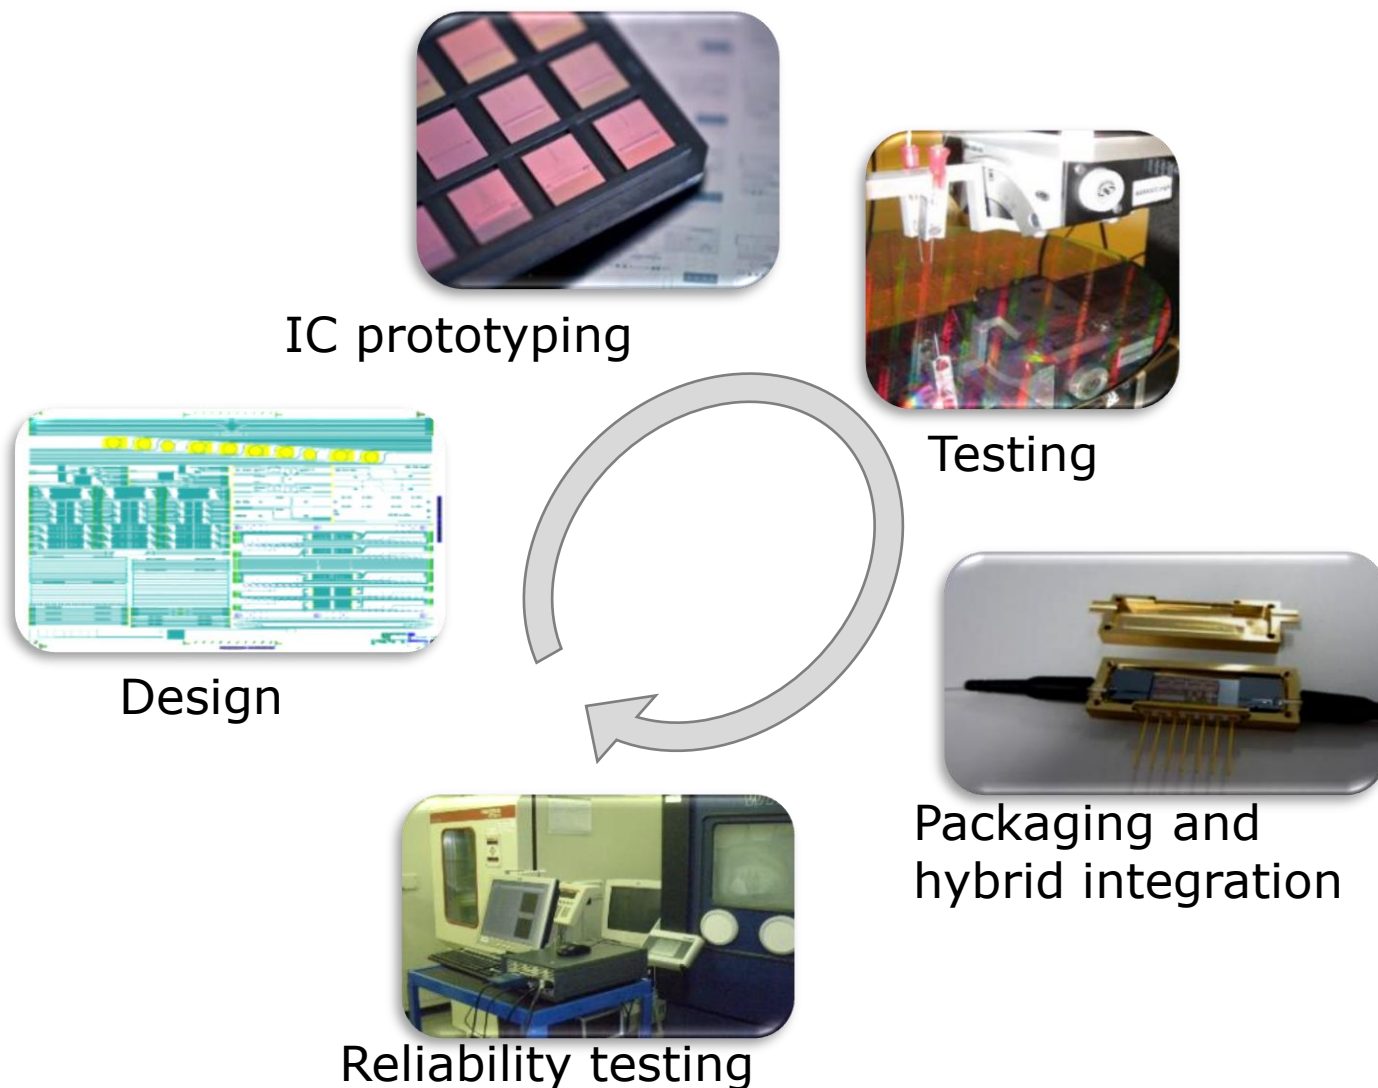 IC prototyping
Testing
Design
Packaging and
hybrid integration
Reliability testing